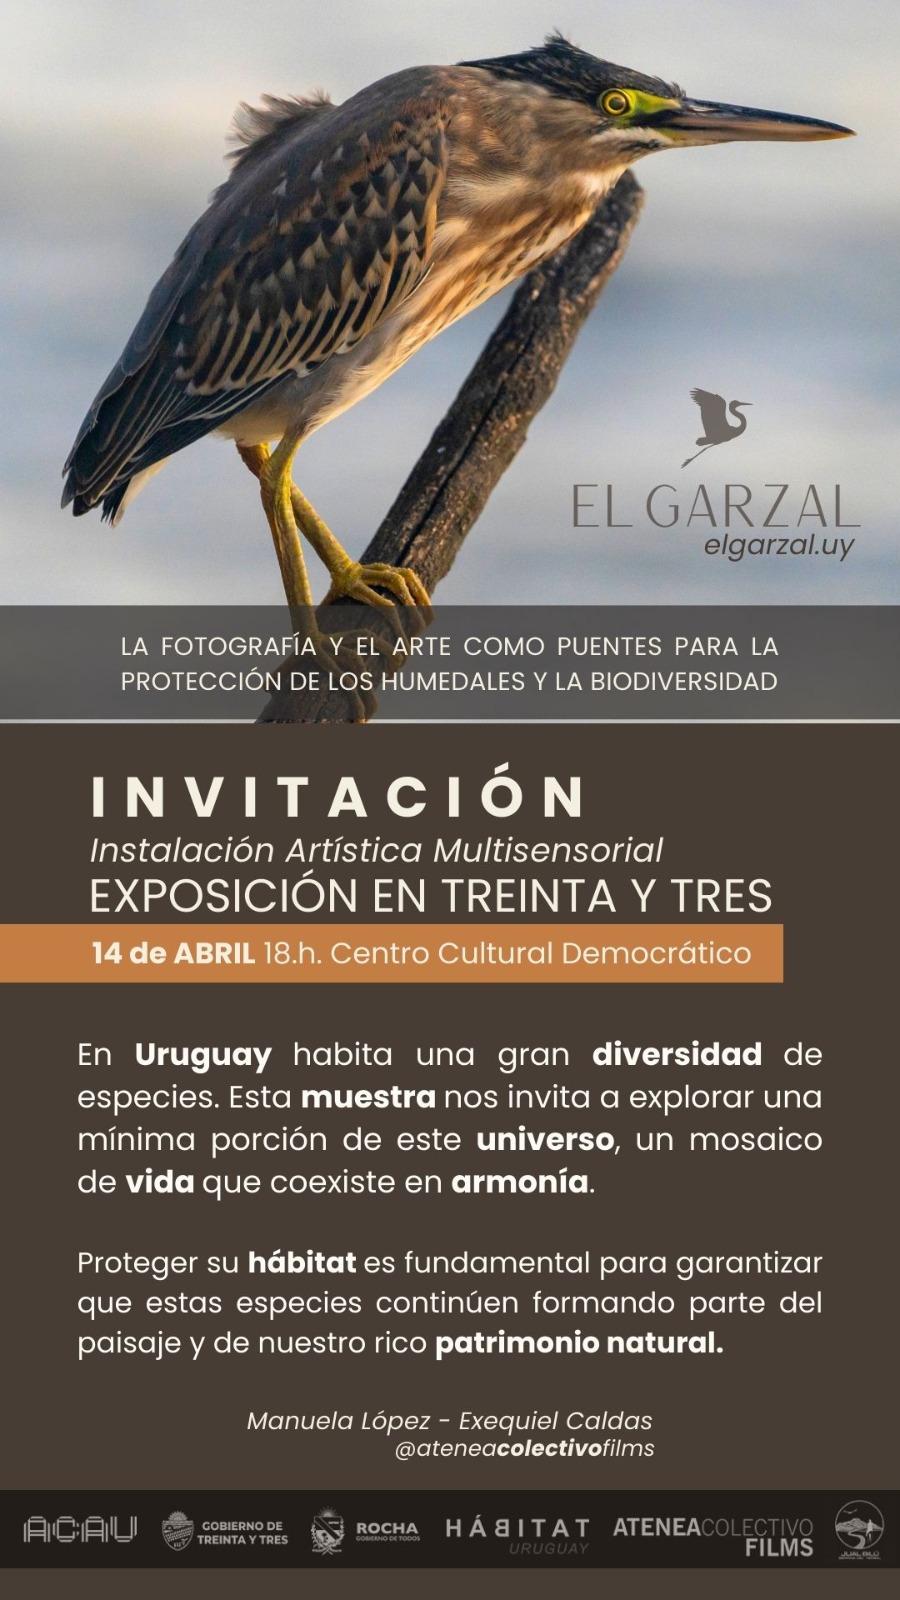 EL GARZAL
elgarzal.uy
LA FOTOGRAFÍA Y EL ARTE COMO PUENTES PARA LA
PROTECCIÓN DE LOS HUMEDALES Y LA BIODIVERSIDAD
INVITACIÓN
Instalación Artística Multisensorial
EXPOSICIÓN EN TREINTA Y TRES
14 de ABRIL 18.h. Centro Cultural Democrático
En Uruguay habita una gran diversidad de
especies. Esta muestra nos invita a explorar una
mínima porción de este universo, un mosaico
de vida que coexiste en armonía.
Proteger su hábitat es fundamental para garantizar
que estas especies continúen formando parte del
paisaje y de nuestro rico patrimonio natural.
Manuela López - Exequiel Caldas
@ateneacolectivofilms
ACAU
GOBIERNO DE
TREINTA Y TRES
ROCHA
GOBIERNO DE TODOS
HÁBITAT
URUGUAY
ATENEACOLECTIVO
FILMS